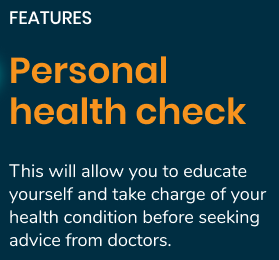 FEATURES
Personal
health check
This will allow you to educate
yourself and take charge of your
health condition before seeking
advice from doctors.